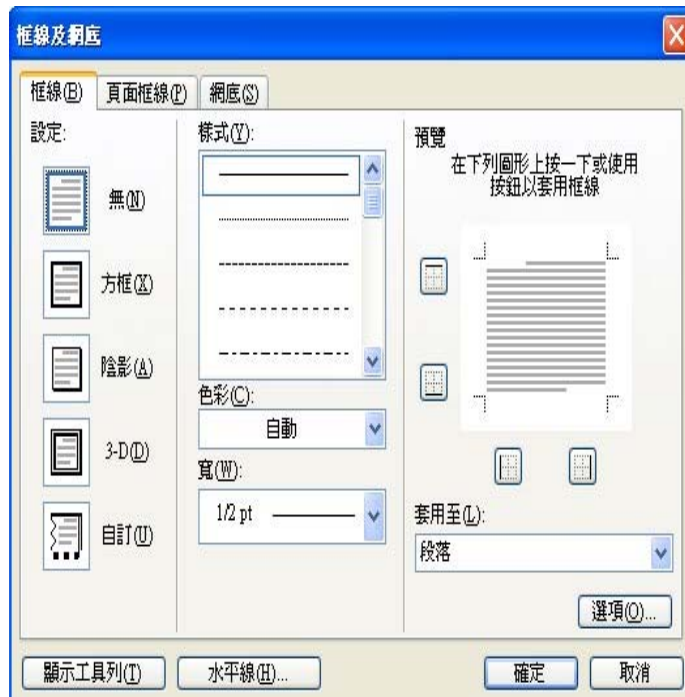 框線及網底
框線(B)
頁面框線(P)
網底(S)
設定:
無(N)
方框(X)
陰影(A)
3-D(D)
自訂(U)
樣式(Y):
色彩(C):
自動
寬(W):
1/2 pt
預覽
在下列圖形上按一下或使用
按鈕以套用框線
套用至(L):
段落
選項(O)...
顯示工具列(T)
水平線(H)...
確定
取消